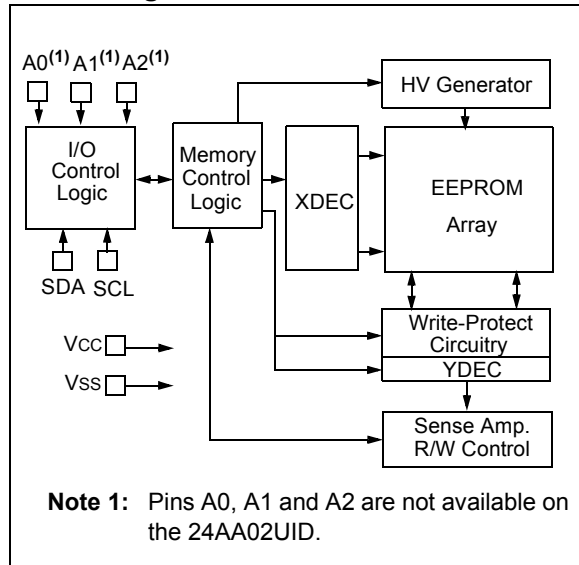 A0(1) A1(1) A2(1)
HV Generator
I/O
Control
Logic
Memory
Control
Logic
XDEC
EEPROM
Array
SDA SCL
Write-Protect
Circuitry
YDEC
VCC
VSS
Sense Amp.
R/W Control
Note 1: Pins A0, A1 and A2 are not available on
the 24AA02UID.